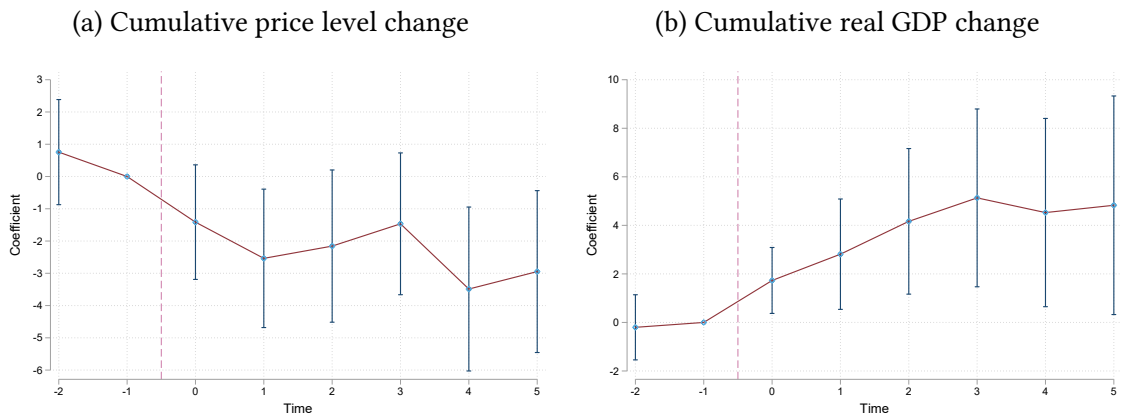 (a) Cumulative price level change
(b) Cumulative real GDP change
3
2
1
0
-1
-2
-3
-4
-5
-6
Coefficient
-2 -1 0 1 2 3 4 5
Time
10
8
6
4
2
0
-2
Coefficient
-2 -1 0 1 2 3 4 5
Time